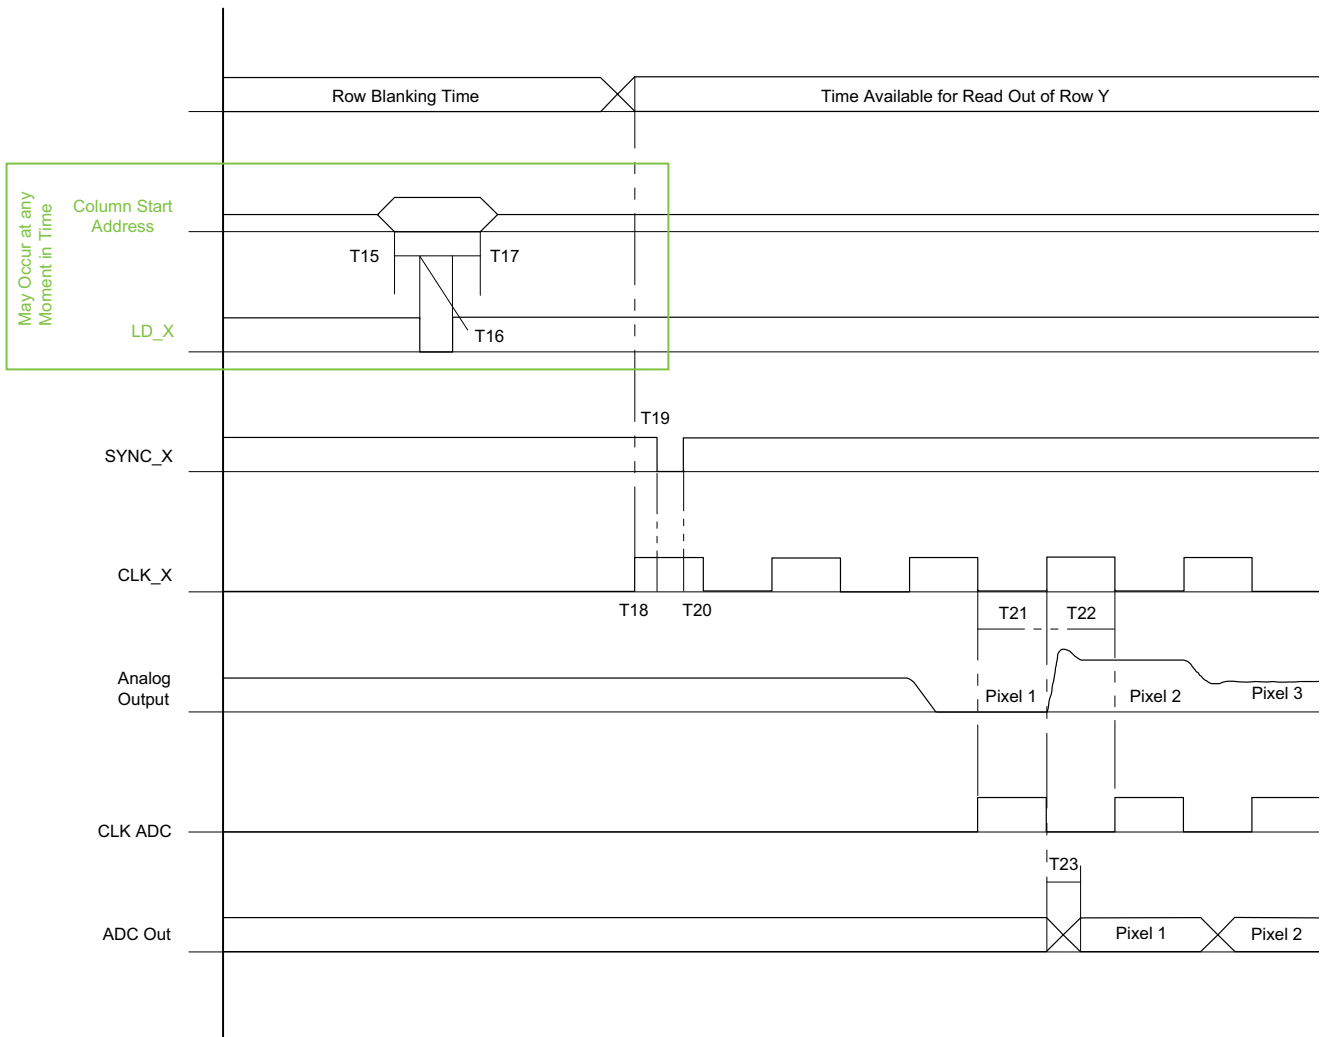 Row Blanking Time
Time Available for Read Out of Row Y
May Occur at any
Moment in Time
Column Start
Address
T15
T17
LD_X
T16
T19
SYNC_X
CLK_X
T18
T20
T21
T22
Analog
Output
Pixel 1
Pixel 2
Pixel 3
CLK ADC
T23
ADC Out
Pixel 1
Pixel 2